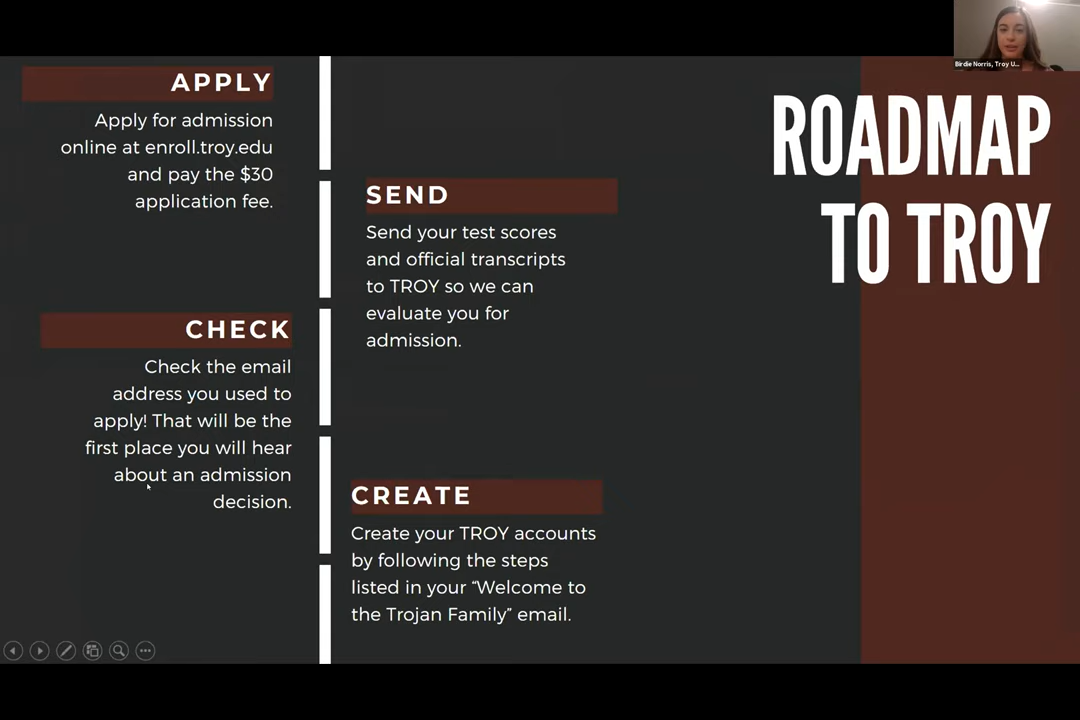 APPLY
Apply for admission
online at enroll.troy.edu
and pay the $30
application fee.
SEND
Send your test scores
and official transcripts
to TROY so we can
evaluate you for
admission.
CHECK
Check the email
address you used to
apply! That will be the
first place you will hear
about an admission
decision.
CREATE
Create your TROY accounts
by following the steps
listed in your “Welcome to
the Trojan Family” email.
ROADMAP
TO TROY
Birdie Norris, Troy U...